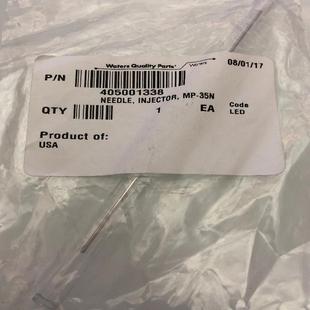 Waters Quality Parts
08/01/17
P/N
405001338
NEEDLE, INJECTOR, MP-35N
QTY 1 EA Code
LED
Product of:
USA